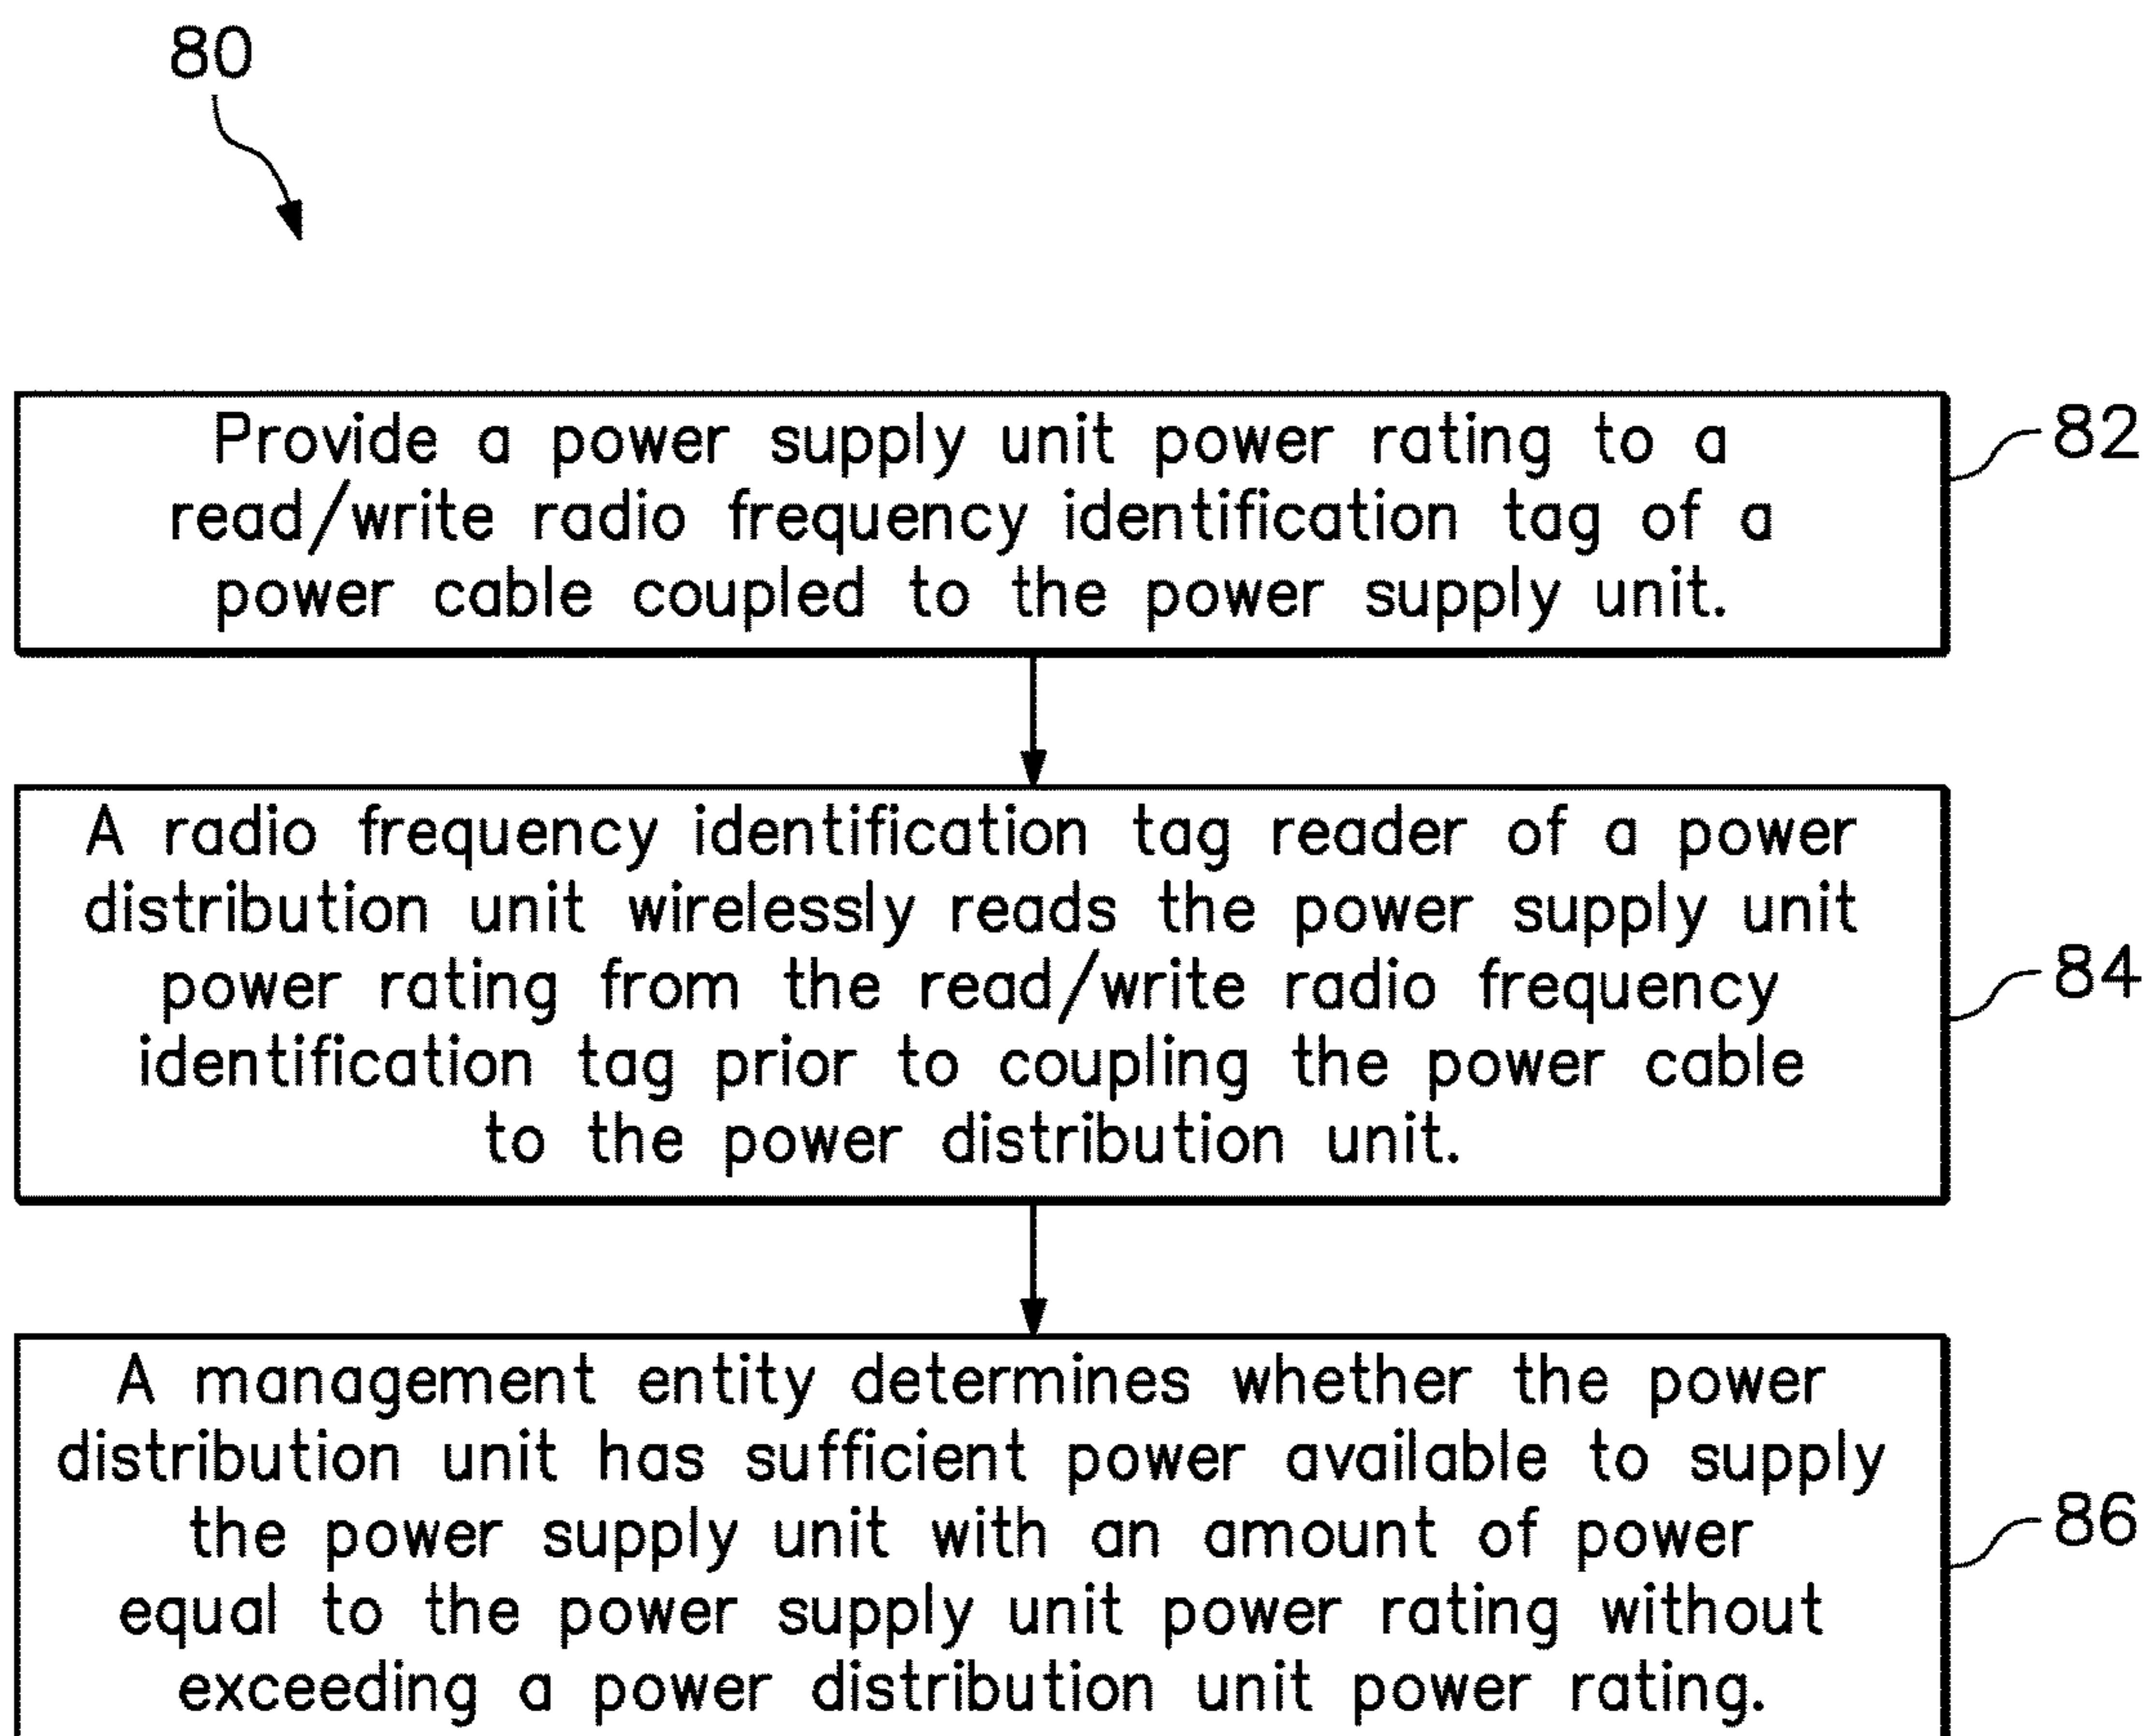 80
Provide a power supply unit power rating to a
read/write radio frequency identification tag of a
power cable coupled to the power supply unit.
82
A radio frequency identification tag reader of a power
distribution unit wirelessly reads the power supply unit
power rating from the read/write radio frequency
identification tag prior to coupling the power cable
to the power distribution unit.
84
A management entity determines whether the power
distribution unit has sufficient power available to supply
the power supply unit with an amount of power
equal to the power supply unit power rating without
exceeding a power distribution unit power rating.
86